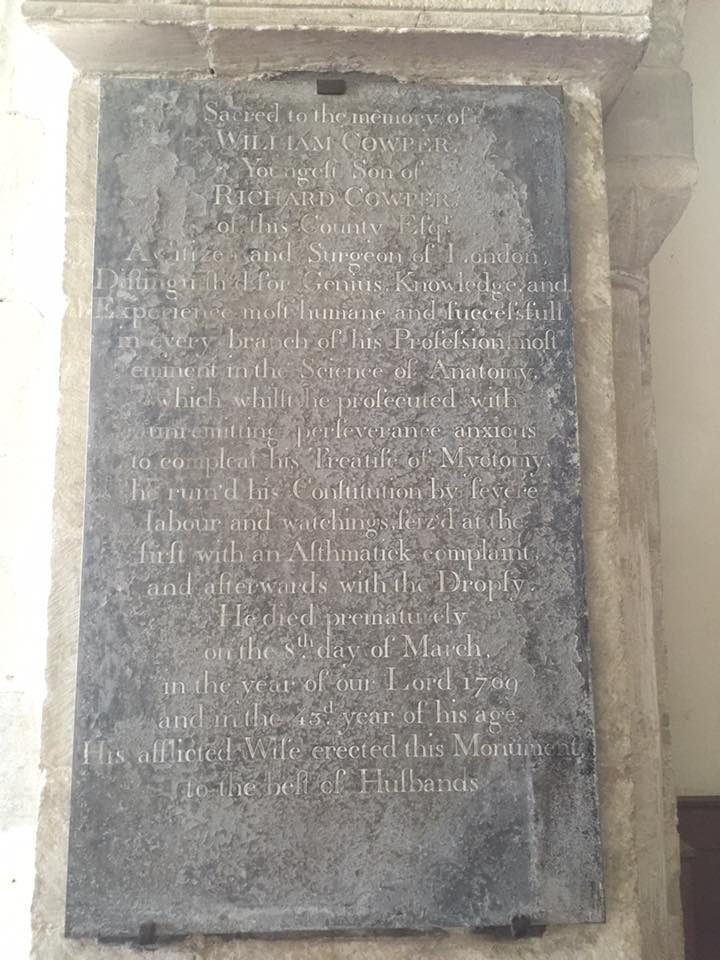 Sacred to the memory of
WILLIAM COWPER,
Youngeſt Son of
RICHARD COWPER,
of this County Eſqr.
A Citizen and Surgeon of London,
Diſtinguiſh'd for Genius, Knowledge, and
Experience moſt humane and ſucceſsfull
in every branch of his Profeſsion, moſt
eminent in the Science of Anatomy,
which whilſt he proſecuted with
unremitting perſeverance anxious
to compleat his Treatiſe of Myotomy,
he ruin'd his Conſtitution by ſevere
labour and watchings, ſeiz'd at the
firſt with an Aſthmatick complaint,
and afterwards with the Dropſy.
He died prematurely
on the 8th day of March,
in the year of our Lord 1709
and in the 43d year of his age.
His afflicted Wife erected this Monument,
to the beſt of Huſbands